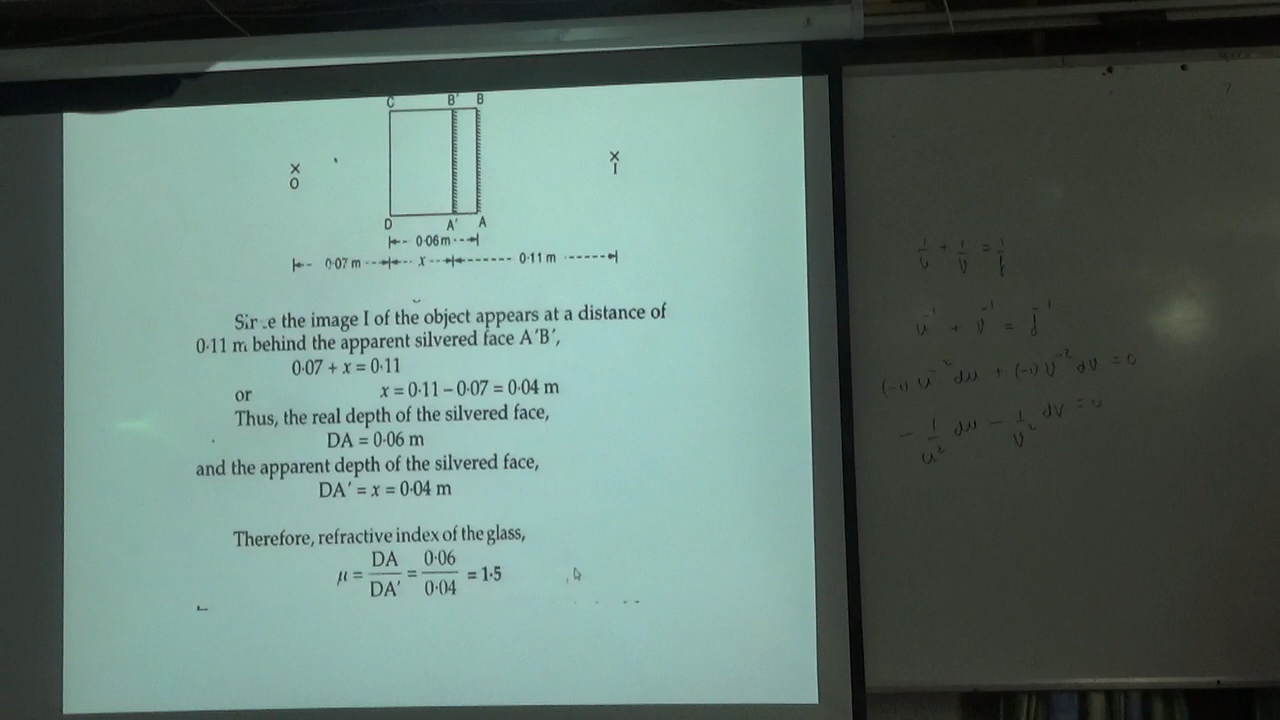 C B′ B
X
O
X
I
D A′ A
0·06 m
0·07 m x 0·11 m
Since the image I of the object appears at a distance of
0·11 m behind the apparent silvered face A′B′,
0·07 + x = 0·11
or x = 0·11 – 0·07 = 0·04 m
Thus, the real depth of the silvered face,
DA = 0·06 m
and the apparent depth of the silvered face,
DA′ = x = 0·04 m
Therefore, refractive index of the glass,
μ = DA/DA′ = 0·06/0·04 = 1·5
1/u + 1/v = 1/f
u⁻¹ + v⁻¹ = f⁻¹
(-1) u⁻² du + (-1) v⁻² dv = 0
- 1/u² du - 1/v² dv = 0